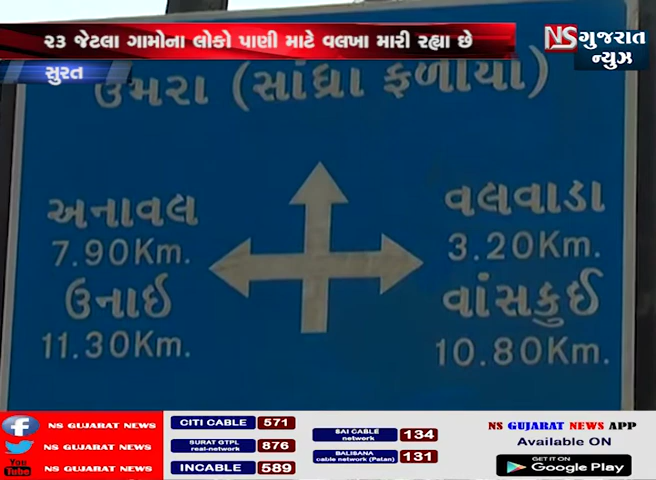 ૨૩ જેટલા ગામોના લોકો પાણી માટે વલખા મારી રહ્યા છે
NS ગુજરાત
ન્યુઝ
સુરત
ઉમરા (સાંધ્રા ફળીયા)
અનાવલ
7.90Km.
ઉનાઇ
11.30Km.
વલવાડા
3.20Km.
વાંસકુઈ
10.80Km.
f NS GUJARAT NEWS
NS GUJARAT NEWS
You Tube NS GUJARAT NEWS
CITI CABLE 571
SURAT GTPL
real-network 876
INCABLE 589
SAI CABLE
network 134
BALISANA
cable network (Patan) 131
NS GUJARAT NEWS APP
Available ON
GET IT ON
Google Play